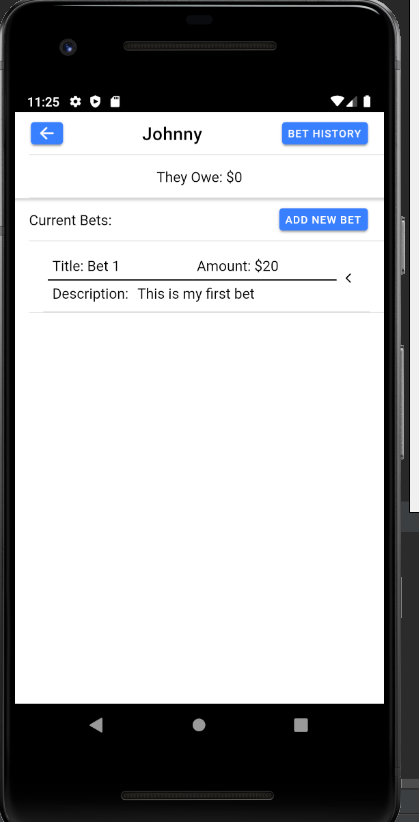 11:25
Johnny
BET HISTORY
They Owe: $0
Current Bets:
ADD NEW BET
Title: Bet 1 Amount: $20
Description: This is my first bet